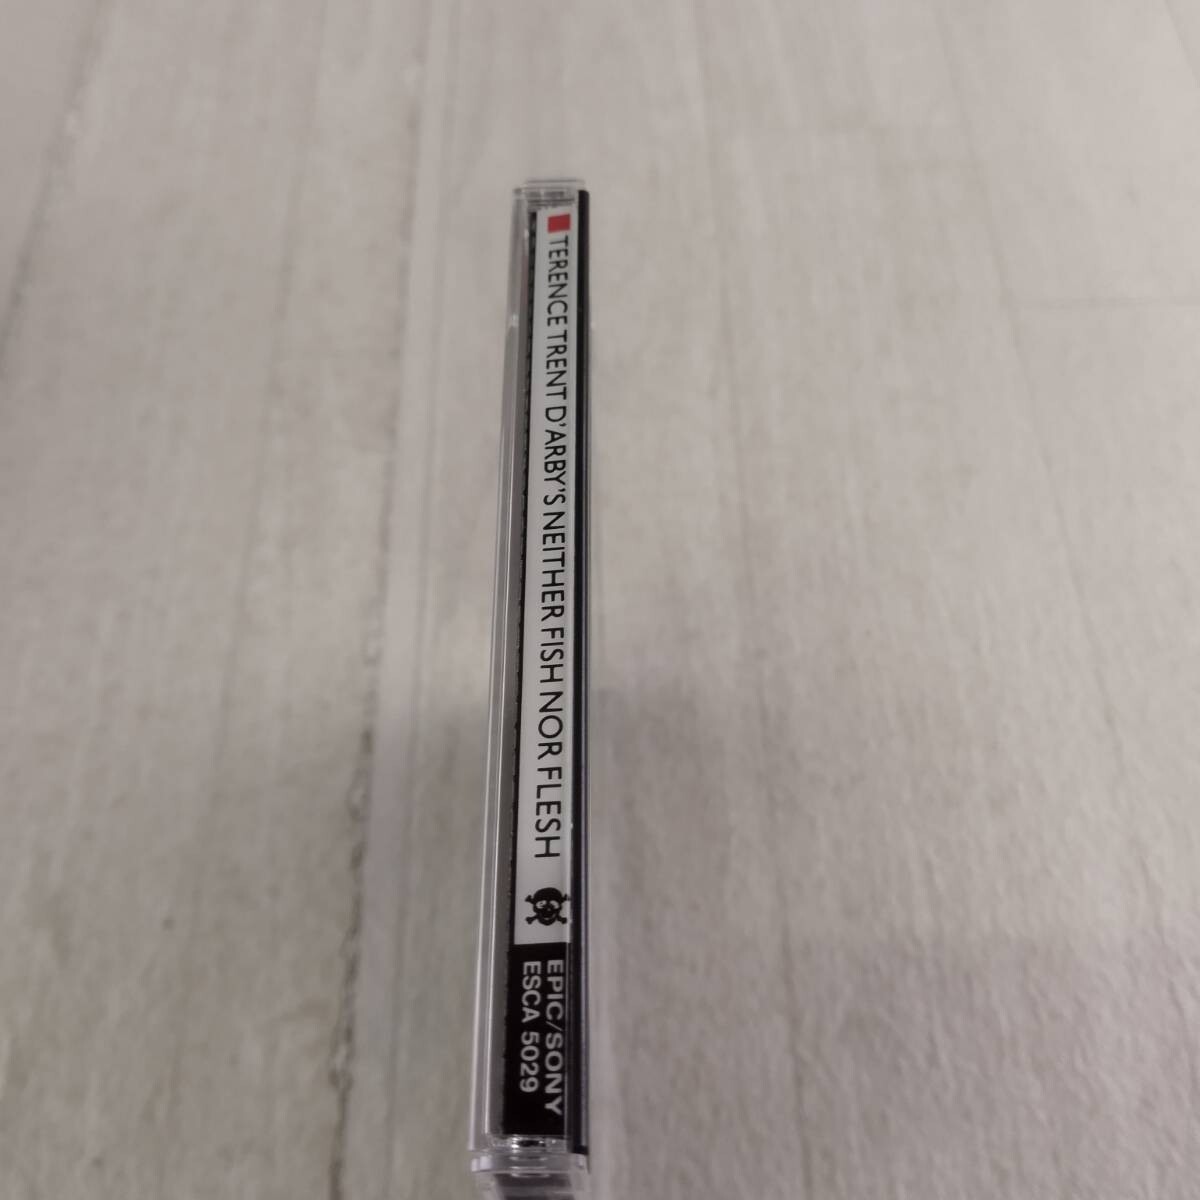 TERENCE TRENT D'ARBY'S NEITHER FISH NOR FLESH
EPIC/SONY
ESCA 5029